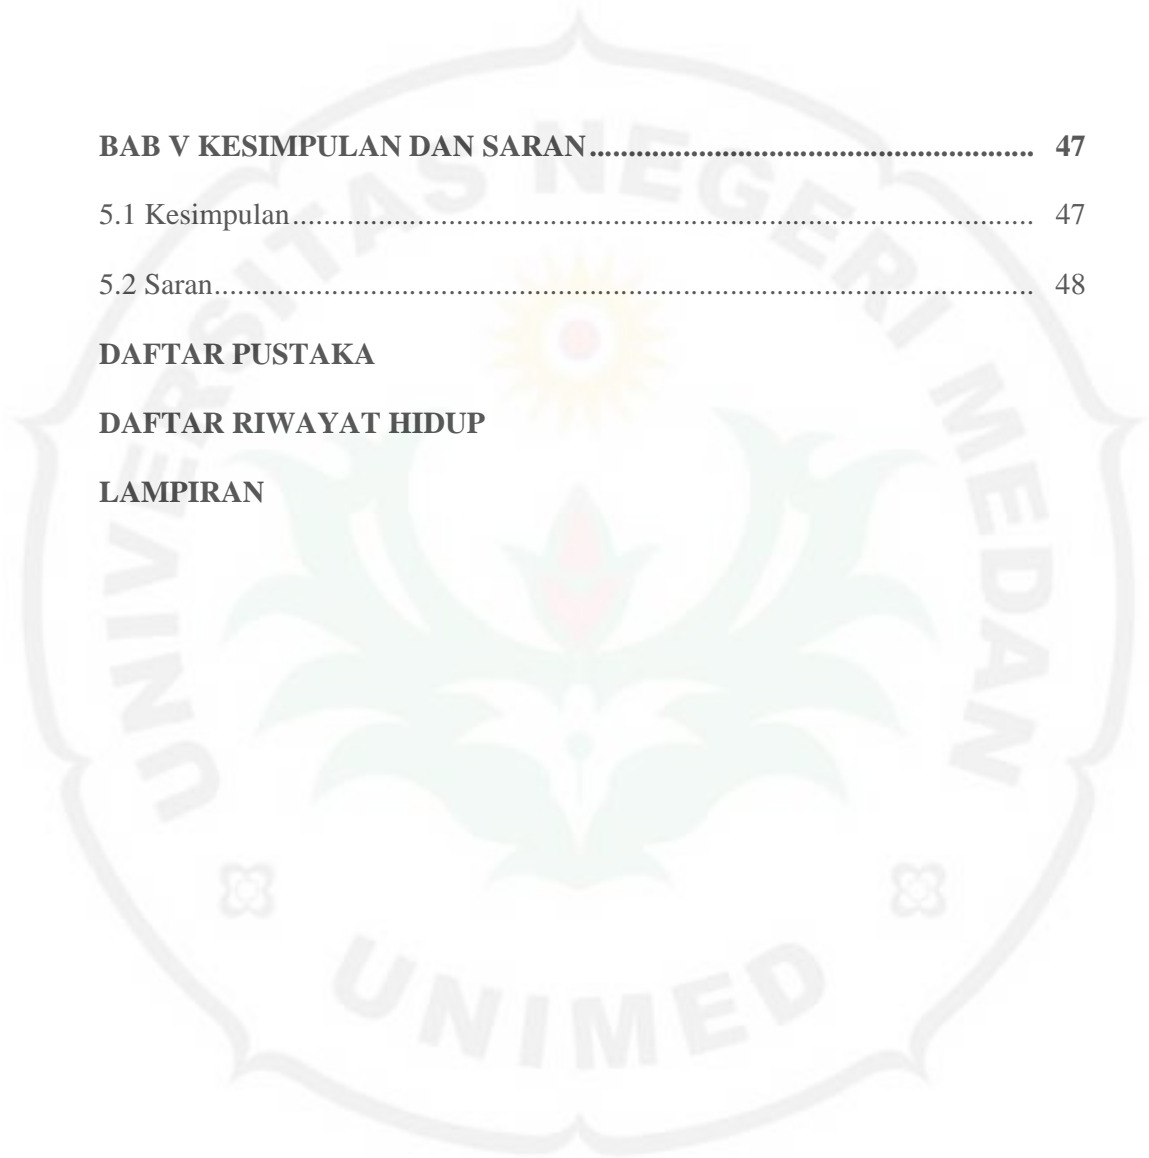 BAB V KESIMPULAN DAN SARAN......................................................... 47
5.1 Kesimpulan............................................................................................... 47
5.2 Saran......................................................................................................... 48
DAFTAR PUSTAKA
DAFTAR RIWAYAT HIDUP
LAMPIRAN
UNIVERSITAS NEGERI MEDAN
UNIMED